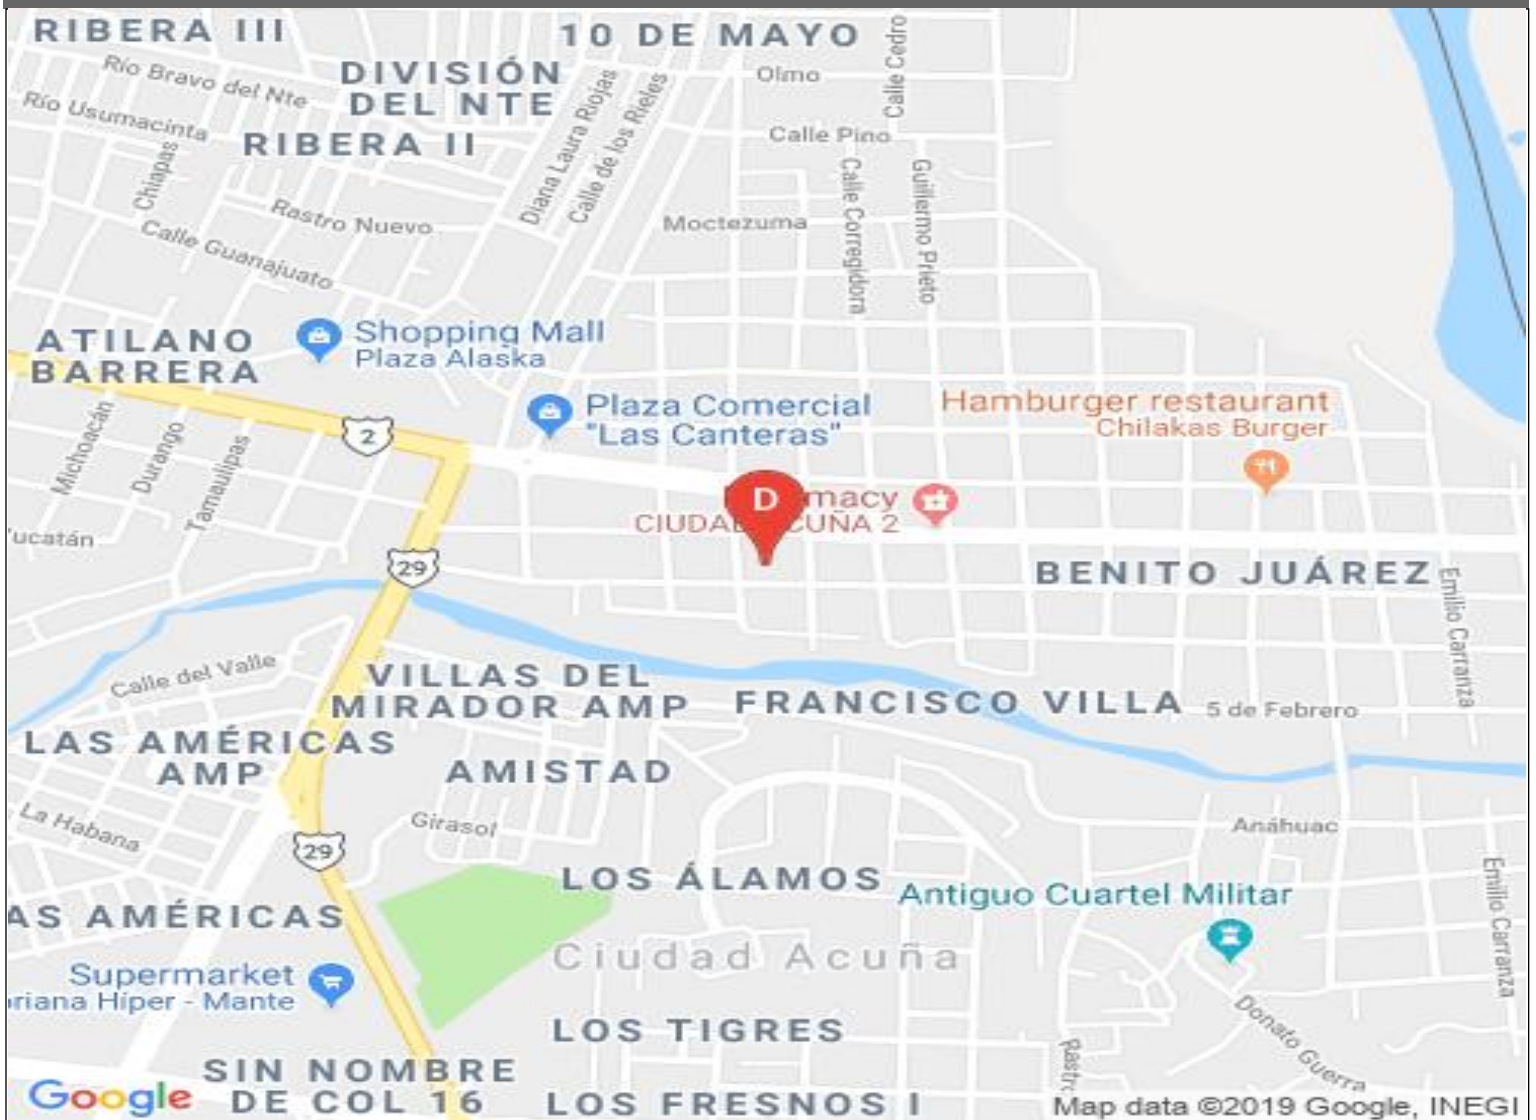 RIBERA III
10 DE MAYO
Calle Cedro
Río Bravo del Nte
DIVISIÓN
DEL NTE
Olmo
Río Usumacinta
Diana Laura Riojas
Calle de los Rieles
RIBERA II
Calle Pino
Chiapas
Calle Corregidora
Guillermo Prieto
Rastro Nuevo
Moctezuma
Calle Guanajuato
ATILANO
BARRERA
Shopping Mall
Plaza Alaska
Plaza Comercial
"Las Canteras"
Hamburger restaurant
Chilakas Burger
2
Michoacán
Durango
Tamaulipas
D
macy
CIUDAD ACUÑA 2
ucatán
29
BENITO JUÁREZ
Emilio Carranza
Calle del Valle
VILLAS DEL
MIRADOR AMP
FRANCISCO VILLA
5 de Febrero
LAS AMÉRICAS
AMP
AMISTAD
La Habana
Girasol
Anáhuac
29
LOS ÁLAMOS
Antiguo Cuartel Militar
Emilio Carranza
AS AMÉRICAS
Ciudad Acuña
Supermarket
riana Híper - Mante
LOS TIGRES
Donato Guerra
Rastr
SIN NOMBRE
DE COL 16
LOS FRESNOS I
Google
Map data ©2019 Google, INEGI